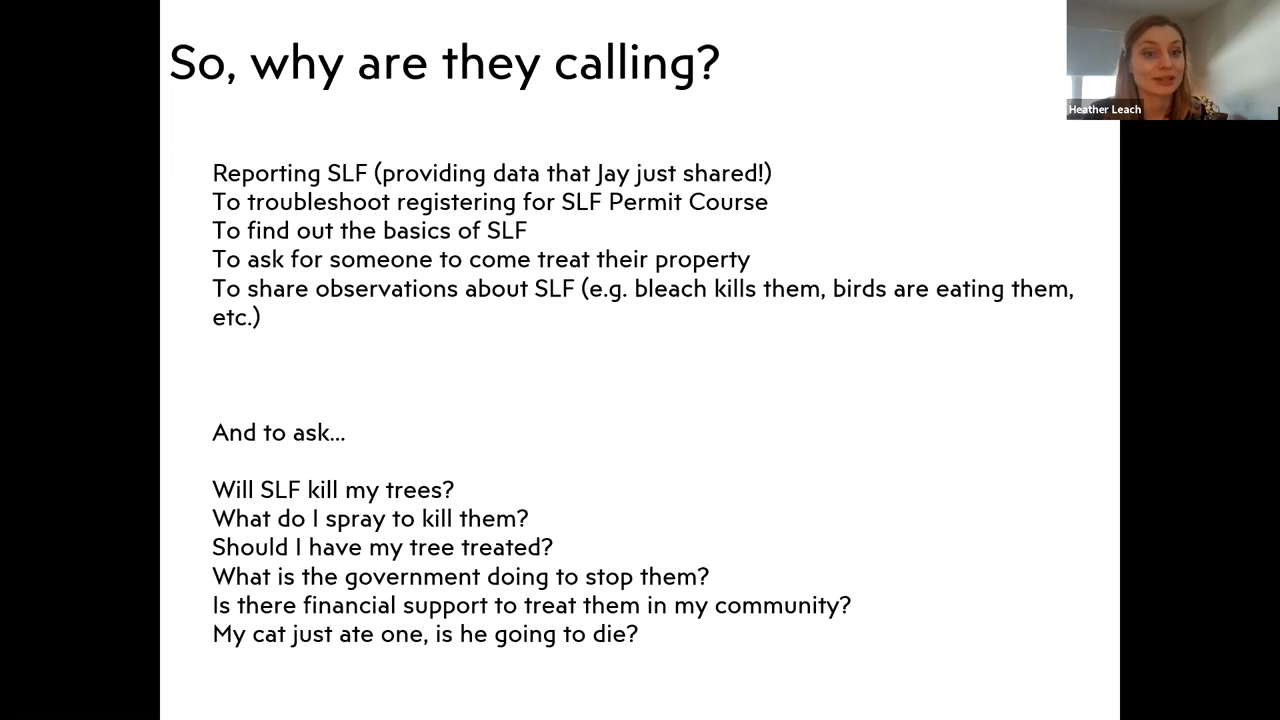 So, why are they calling?
Heather Leach
Reporting SLF (providing data that Jay just shared!)
To troubleshoot registering for SLF Permit Course
To find out the basics of SLF
To ask for someone to come treat their property
To share observations about SLF (e.g. bleach kills them, birds are eating them,
etc.)
And to ask...
Will SLF kill my trees?
What do I spray to kill them?
Should I have my tree treated?
What is the government doing to stop them?
Is there financial support to treat them in my community?
My cat just ate one, is he going to die?